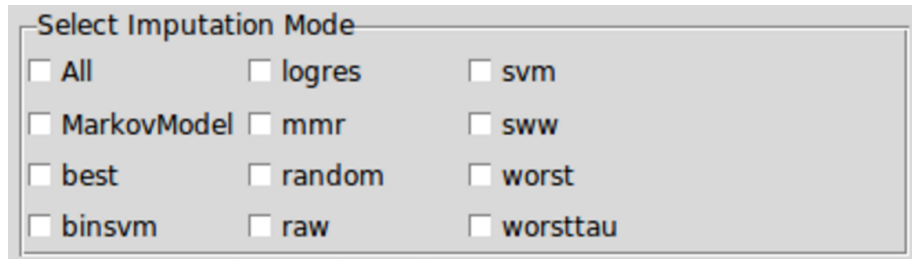 Select Imputation Mode
All logres svm
MarkovModel mmr sww
best random worst
binsvm raw worsttau